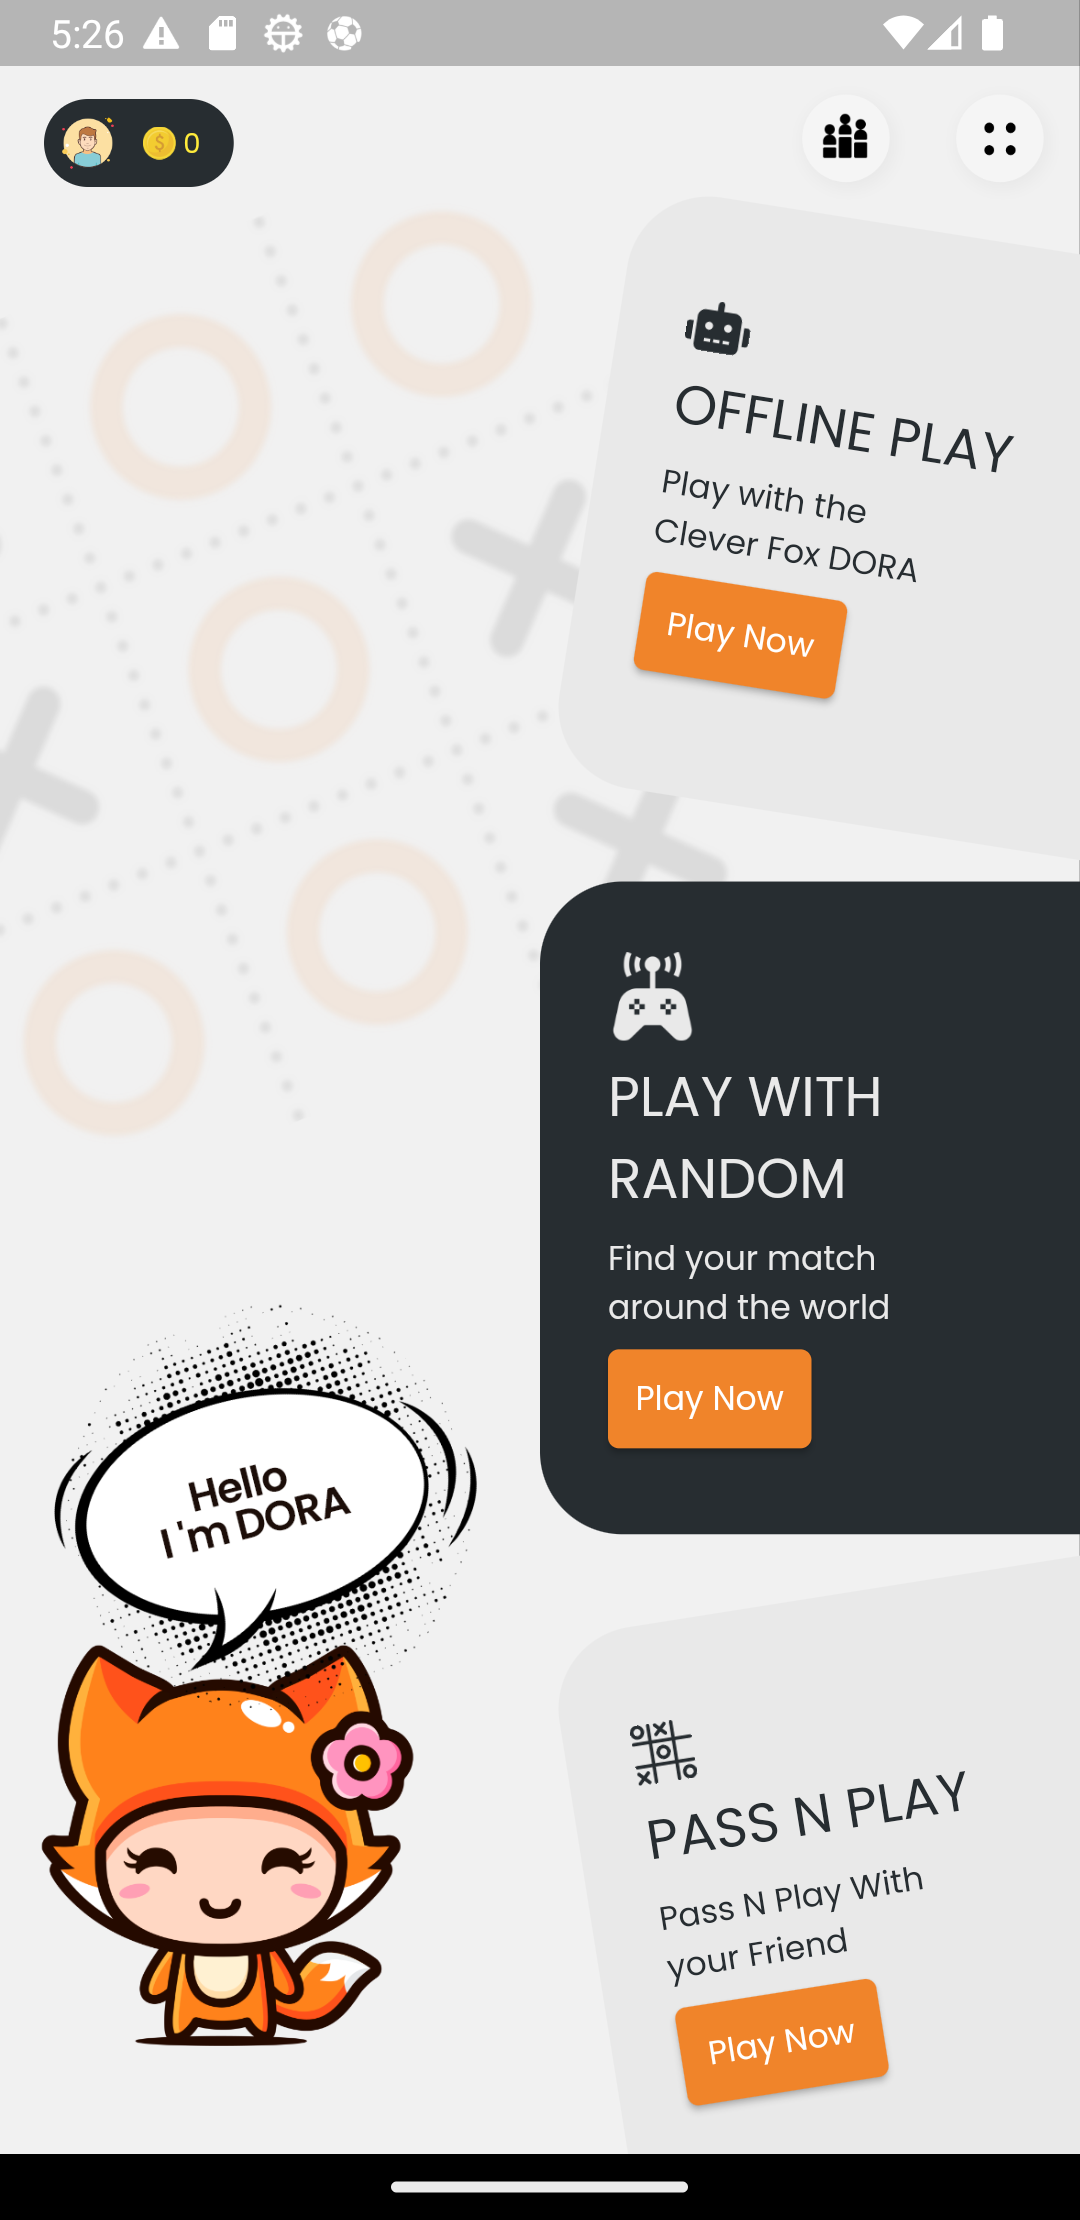 5:26
0
OFFLINE PLAY
Play with the
Clever Fox DORA
Play Now
PLAY WITH
RANDOM
Find your match
around the world
Play Now
Hello
I'm DORA
PASS N PLAY
Pass N Play With
your Friend
Play Now